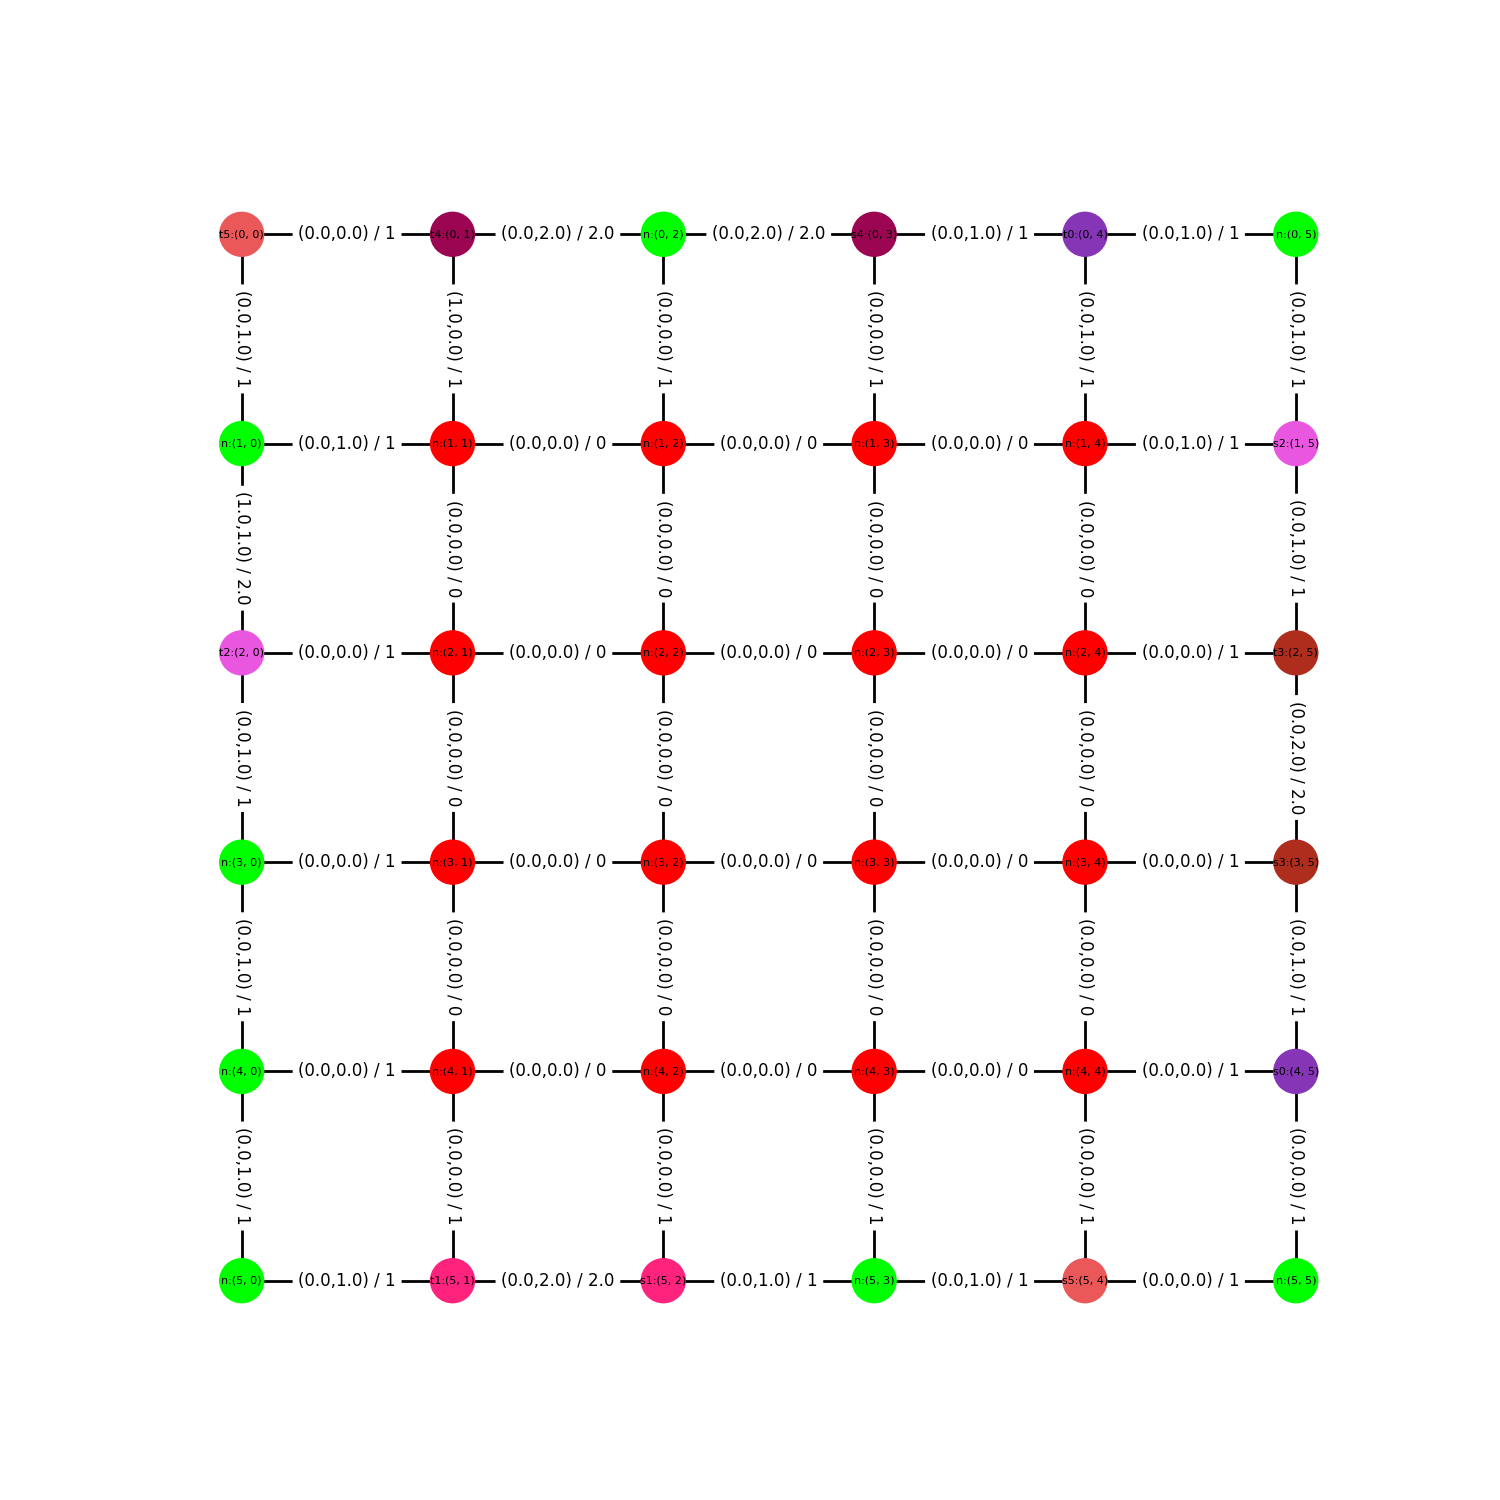 t5:(0, 0) (0.0,0.0) / 1 t4:(0, 1) (0.0,2.0) / 2.0 n:(0, 2) (0.0,2.0) / 2.0 s4:(0, 3) (0.0,1.0) / 1 t0:(0, 4) (0.0,1.0) / 1 n:(0, 5)
(0.0,1.0) / 1 (1.0,0.0) / 1 (0.0,0.0) / 1 (0.0,0.0) / 1 (0.0,1.0) / 1 (0.0,1.0) / 1
n:(1, 0) (0.0,1.0) / 1 n:(1, 1) (0.0,0.0) / 0 n:(1, 2) (0.0,0.0) / 0 n:(1, 3) (0.0,0.0) / 0 n:(1, 4) (0.0,1.0) / 1 s2:(1, 5)
(1.0,1.0) / 2.0 (0.0,0.0) / 0 (0.0,0.0) / 0 (0.0,0.0) / 0 (0.0,0.0) / 0 (0.0,1.0) / 1
t2:(2, 0) (0.0,0.0) / 1 n:(2, 1) (0.0,0.0) / 0 n:(2, 2) (0.0,0.0) / 0 n:(2, 3) (0.0,0.0) / 0 n:(2, 4) (0.0,0.0) / 1 t3:(2, 5)
(0.0,1.0) / 1 (0.0,0.0) / 0 (0.0,0.0) / 0 (0.0,0.0) / 0 (0.0,0.0) / 0 (0.0,2.0) / 2.0
n:(3, 0) (0.0,0.0) / 1 n:(3, 1) (0.0,0.0) / 0 n:(3, 2) (0.0,0.0) / 0 n:(3, 3) (0.0,0.0) / 0 n:(3, 4) (0.0,0.0) / 1 s3:(3, 5)
(0.0,1.0) / 1 (0.0,0.0) / 0 (0.0,0.0) / 0 (0.0,0.0) / 0 (0.0,0.0) / 0 (0.0,1.0) / 1
n:(4, 0) (0.0,0.0) / 1 n:(4, 1) (0.0,0.0) / 0 n:(4, 2) (0.0,0.0) / 0 n:(4, 3) (0.0,0.0) / 0 n:(4, 4) (0.0,0.0) / 1 s0:(4, 5)
(0.0,1.0) / 1 (0.0,0.0) / 1 (0.0,0.0) / 1 (0.0,0.0) / 1 (0.0,0.0) / 1 (0.0,0.0) / 1
n:(5, 0) (0.0,1.0) / 1 t1:(5, 1) (0.0,2.0) / 2.0 s1:(5, 2) (0.0,1.0) / 1 n:(5, 3) (0.0,1.0) / 1 s5:(5, 4) (0.0,0.0) / 1 n:(5, 5)